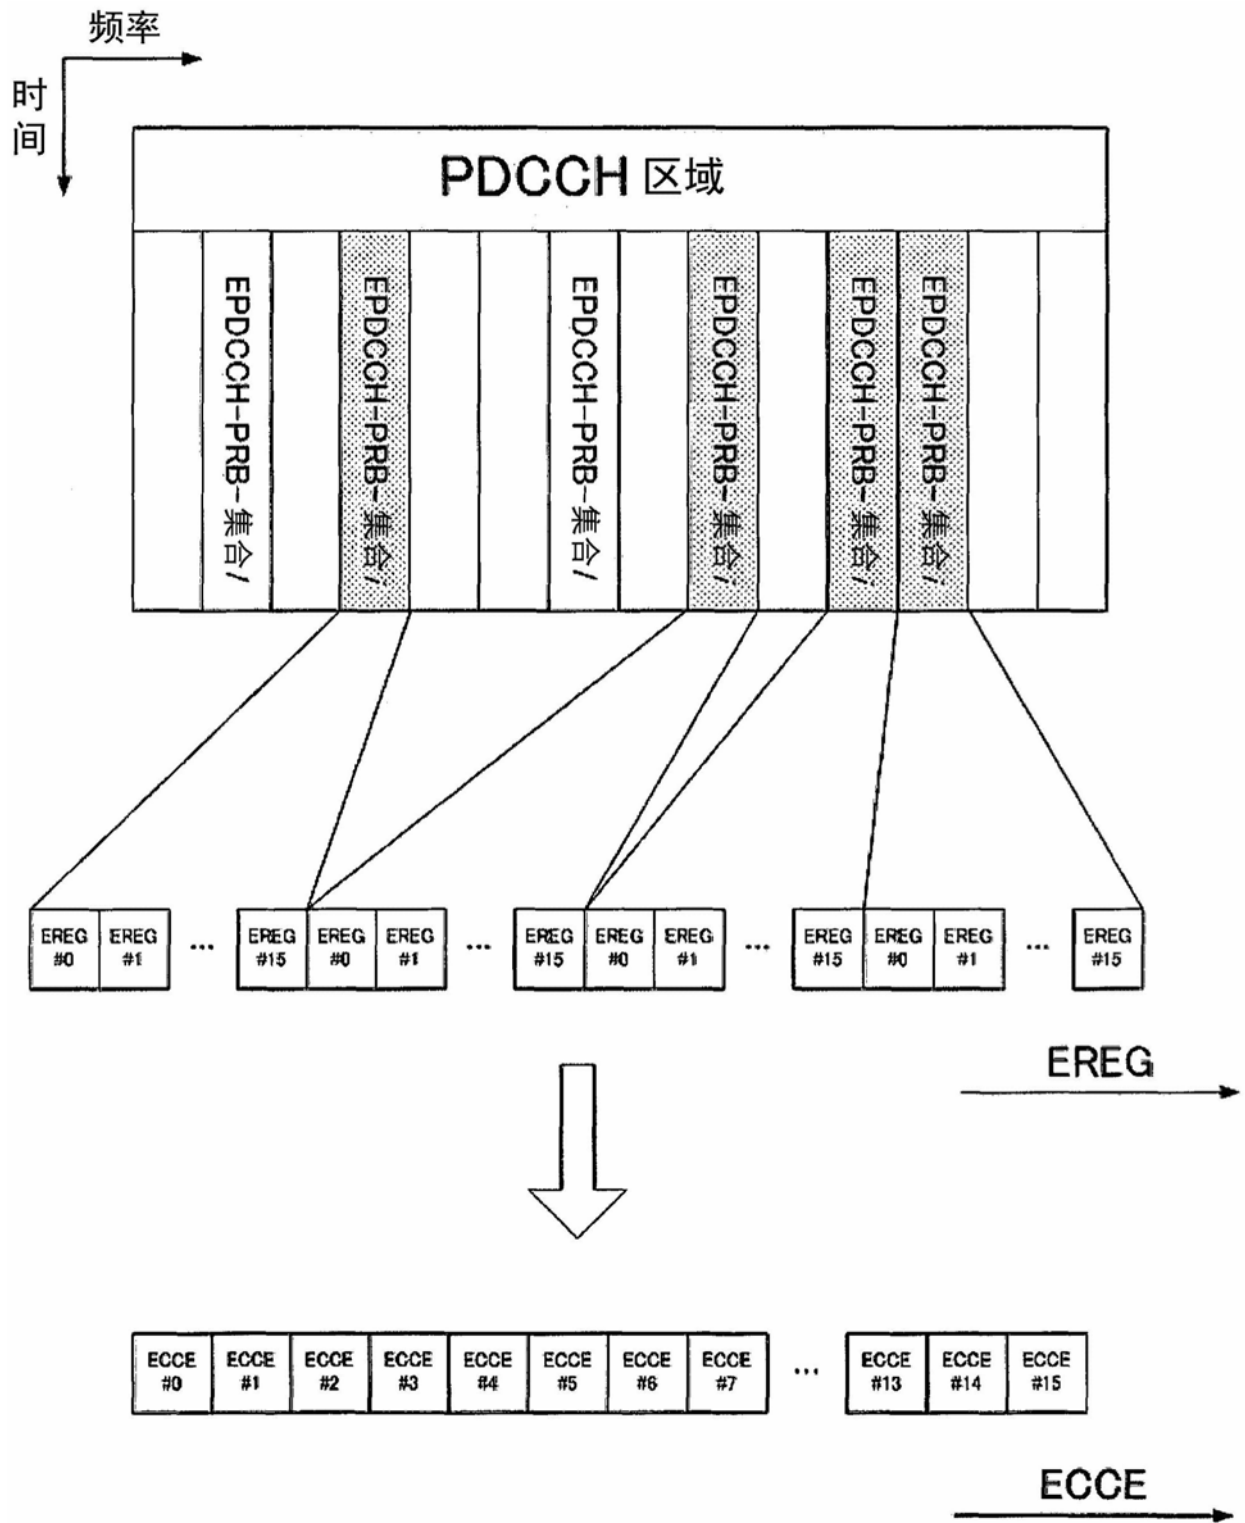 频率
时间
PDCCH 区域
EPDCCH-PRB-集合l
EPDCCH-PRB-集合i
EPDCCH-PRB-集合l
EPDCCH-PRB-集合i
EPDCCH-PRB-集合i
EPDCCH-PRB-集合i
EREG #0 EREG #1 ... EREG #15 EREG #0 EREG #1 ... EREG #15 EREG #0 EREG #1 ... EREG #15 EREG #0 EREG #1 ... EREG #15
EREG
ECCE #0 ECCE #1 ECCE #2 ECCE #3 ECCE #4 ECCE #5 ECCE #6 ECCE #7 ... ECCE #13 ECCE #14 ECCE #15
ECCE